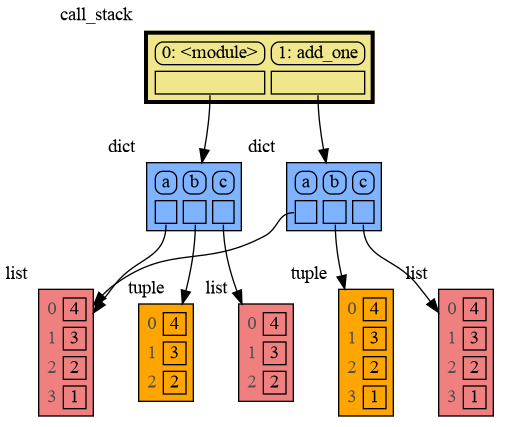 call_stack
0: <module> 1: add_one
dict dict
a b c a b c
list tuple list tuple list
0 4 0 4 0 4 0 4 0 4
1 3 1 3 1 3 1 3 1 3
2 2 2 2 2 2 2 2 2 2
3 1 3 1 3 1